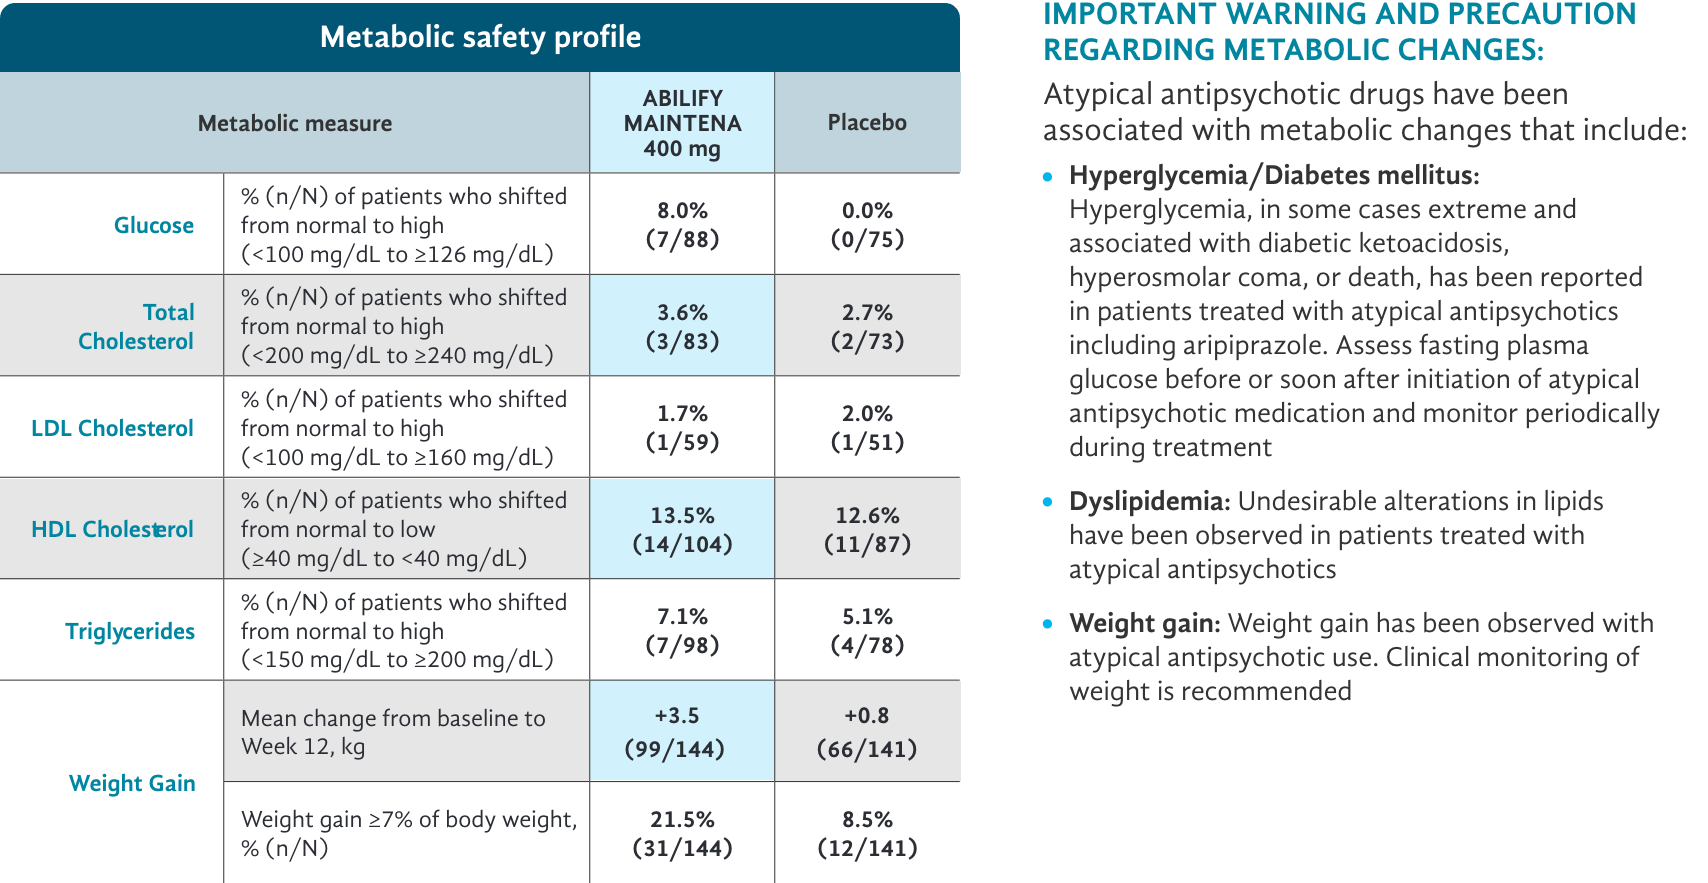 Metabolic safety profile
Metabolic measure
ABILIFY
MAINTENA
400 mg
Placebo
Glucose
% (n/N) of patients who shifted
from normal to high
(<100 mg/dL to ≥126 mg/dL)
8.0%
(7/88)
0.0%
(0/75)
Total
Cholesterol
% (n/N) of patients who shifted
from normal to high
(<200 mg/dL to ≥240 mg/dL)
3.6%
(3/83)
2.7%
(2/73)
LDL Cholesterol
% (n/N) of patients who shifted
from normal to high
(<100 mg/dL to ≥160 mg/dL)
1.7%
(1/59)
2.0%
(1/51)
HDL Cholesterol
% (n/N) of patients who shifted
from normal to low
(≥40 mg/dL to <40 mg/dL)
13.5%
(14/104)
12.6%
(11/87)
Triglycerides
% (n/N) of patients who shifted
from normal to high
(<150 mg/dL to ≥200 mg/dL)
7.1%
(7/98)
5.1%
(4/78)
Weight Gain
Mean change from baseline to
Week 12, kg
+3.5
(99/144)
+0.8
(66/141)
Weight gain ≥7% of body weight,
% (n/N)
21.5%
(31/144)
8.5%
(12/141)
IMPORTANT WARNING AND PRECAUTION
REGARDING METABOLIC CHANGES:
Atypical antipsychotic drugs have been
associated with metabolic changes that include:
• Hyperglycemia/Diabetes mellitus:
Hyperglycemia, in some cases extreme and
associated with diabetic ketoacidosis,
hyperosmolar coma, or death, has been reported
in patients treated with atypical antipsychotics
including aripiprazole. Assess fasting plasma
glucose before or soon after initiation of atypical
antipsychotic medication and monitor periodically
during treatment
• Dyslipidemia: Undesirable alterations in lipids
have been observed in patients treated with
atypical antipsychotics
• Weight gain: Weight gain has been observed with
atypical antipsychotic use. Clinical monitoring of
weight is recommended